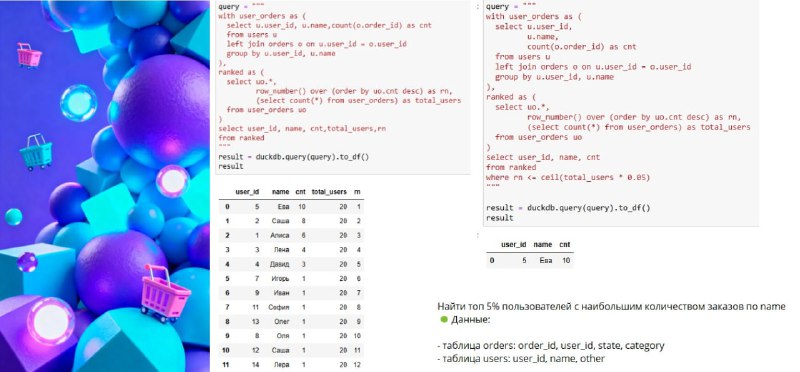 query = """
with user_orders as (
select u.user_id, u.name,count(o.order_id) as cnt
from users u
left join orders o on u.user_id = o.user_id
group by u.user_id, u.name
),
ranked as (
select uo.*,
row_number() over (order by uo.cnt desc) as rn,
(select count(*) from user_orders) as total_users
from user_orders uo
)
select user_id, name, cnt,total_users,rn
from ranked
"""
result = duckdb.query(query).to_df()
result
user_id name cnt total_users rn
0 5 Ева 10 20 1
1 2 Саша 8 20 2
2 1 Алиса 6 20 3
3 3 Лена 4 20 4
4 4 Давид 3 20 5
5 7 Игорь 1 20 6
6 9 Иван 1 20 7
7 11 София 1 20 8
8 13 Олег 1 20 9
9 8 Оля 1 20 10
10 12 Саша 1 20 11
11 14 Лера 1 20 12
query = """
with user_orders as (
select u.user_id,
u.name,
count(o.order_id) as cnt
from users u
left join orders o on u.user_id = o.user_id
group by u.user_id, u.name
),
ranked as (
select uo.*,
row_number() over (order by uo.cnt desc) as rn,
(select count(*) from user_orders) as total_users
from user_orders uo
)
select user_id, name, cnt
from ranked
where rn <= ceil(total_users * 0.05)
"""
result = duckdb.query(query).to_df()
result
user_id name cnt
0 5 Ева 10
Найти топ 5% пользователей с наибольшим количеством заказов по name
Данные:
- таблица orders: order_id, user_id, state, category
- таблица users: user_id, name, other